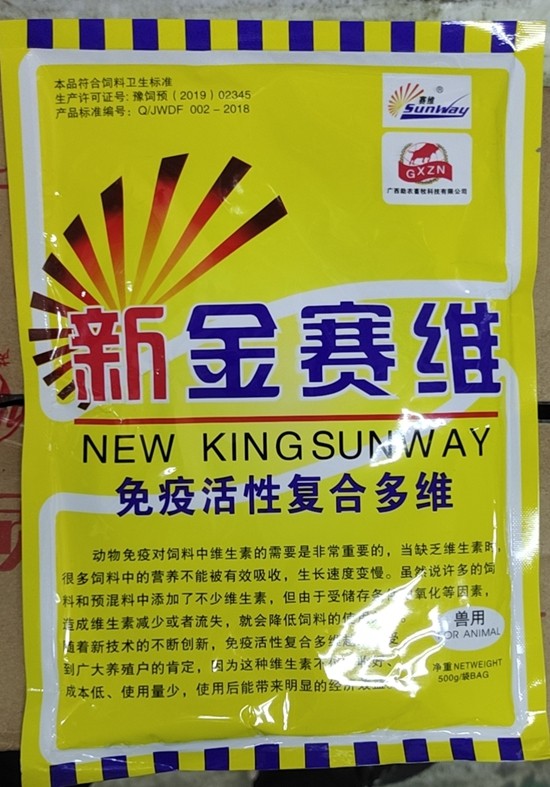 本品符合饲料卫生标准
生产许可证号: 豫饲预 (2019) 02345
产品标准编号: Q/JWDF 002-2018
赛维
®
Sunway
GXZN
广西助农畜牧科技有限公司
新金赛维
NEW KINGSUNWAY
免疫活性复合多维
动物免疫对饲料中维生素的需要是非常重要的，当缺乏维生素时，
很多饲料中的营养不能被有效吸收，生长速度变慢。虽然说许多的饲
料和预混料中添加了不少维生素，但由于受储存条 氧化等因素，
造成维生素减少或者流失，就会降低饲料的使
随着新技术的不断创新，免疫活性复合多维 受
到广大养殖户的肯定，因为这种维生素不
成本低、使用量少，使用后能带来明显的经济效益
兽用
FOR ANIMAL
净重NETWEIGHT
500g/袋BAG